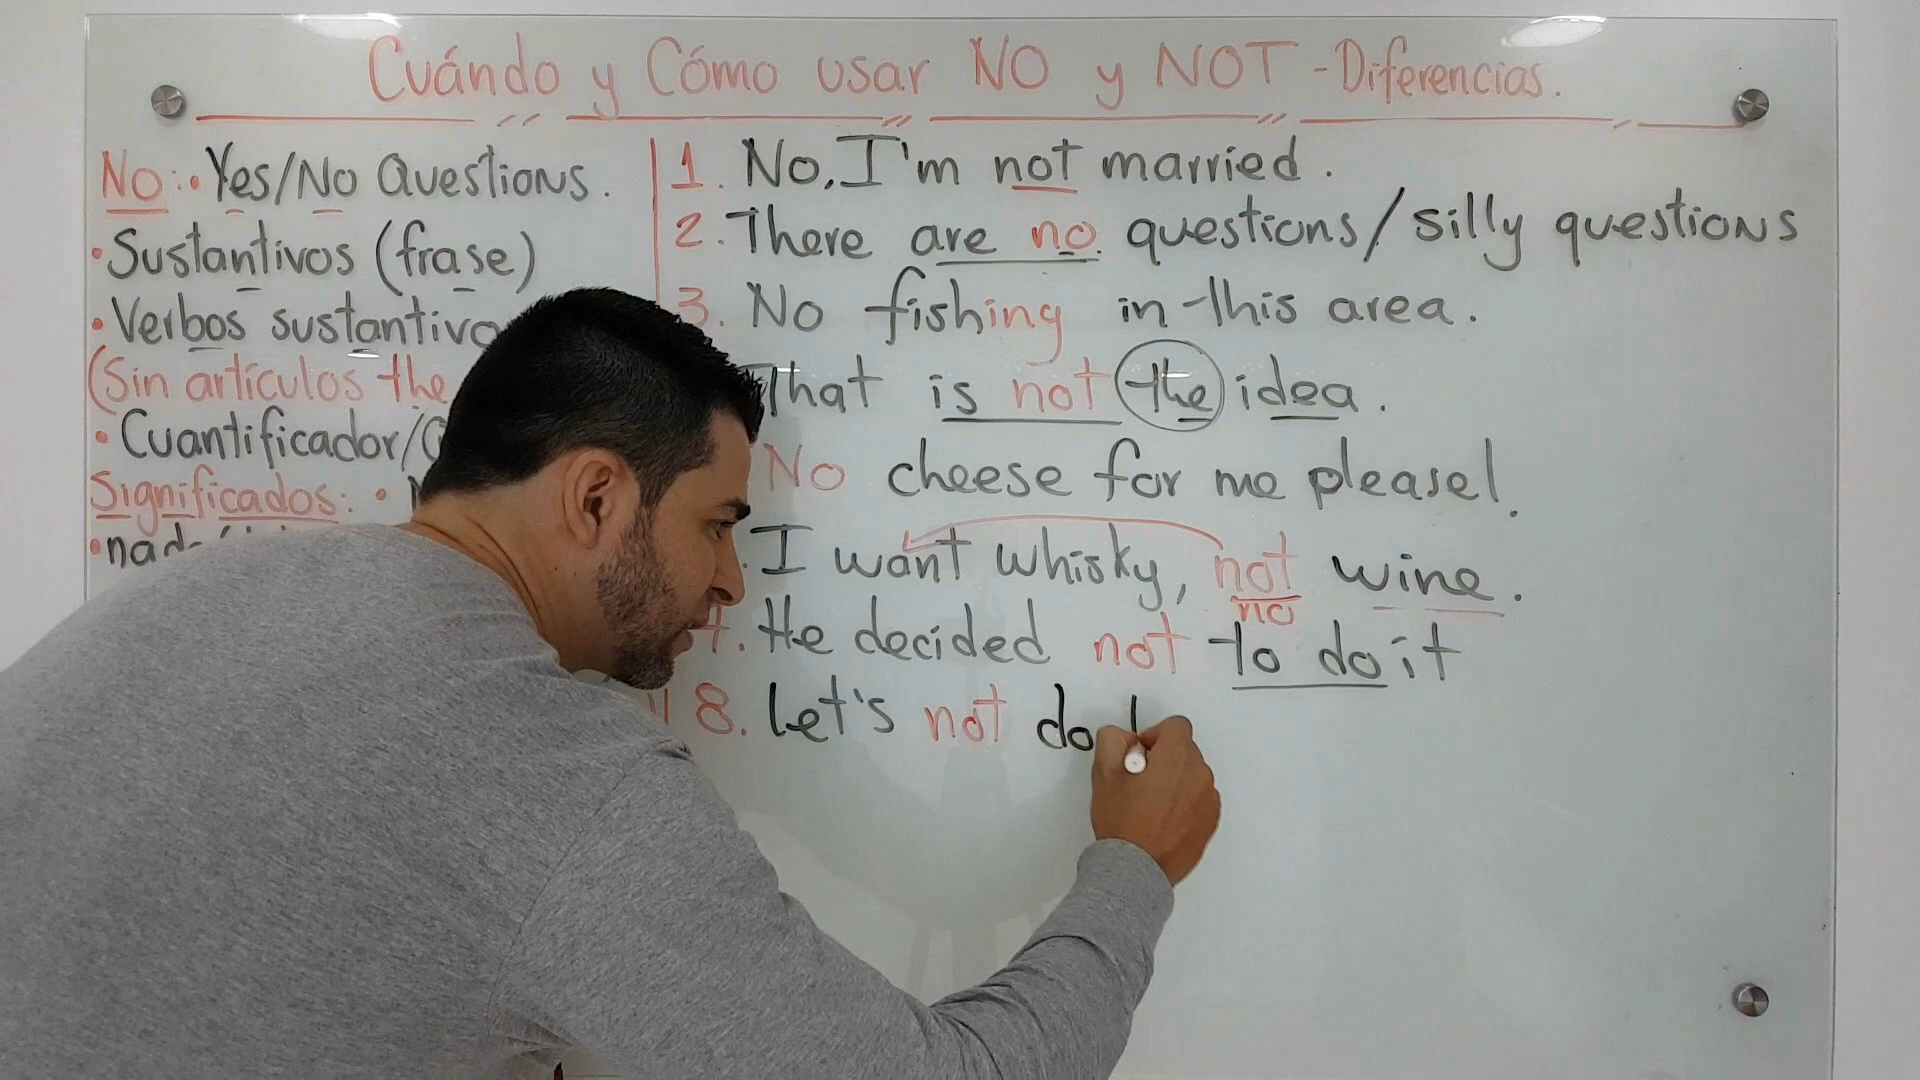 Cuándo y Cómo usar NO y NOT - Diferencias.
No: • Yes/No Questions.
• Sustantivos (frase)
• Verbos
(Sin artículos the
• Cuantificador/
Significados: •
•
1. No, I'm not married.
2. There are no questions/silly questions
3. No fishing in this area.
That is not the idea.
No cheese for me please!
I want whisky, not wine.
no
7. He decided not to do it
8. Let's not do